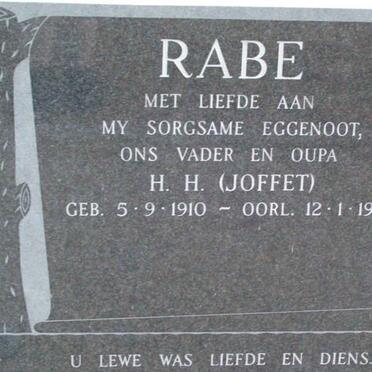 RABE
MET LIEFDE AAN
MY SORGSAME EGGENOOT,
ONS VADER EN OUPA
H. H. (JOFFET)
GEB. 5·9·1910 ~ OORL. 12·1·19
U LEWE WAS LIEFDE EN DIENS.